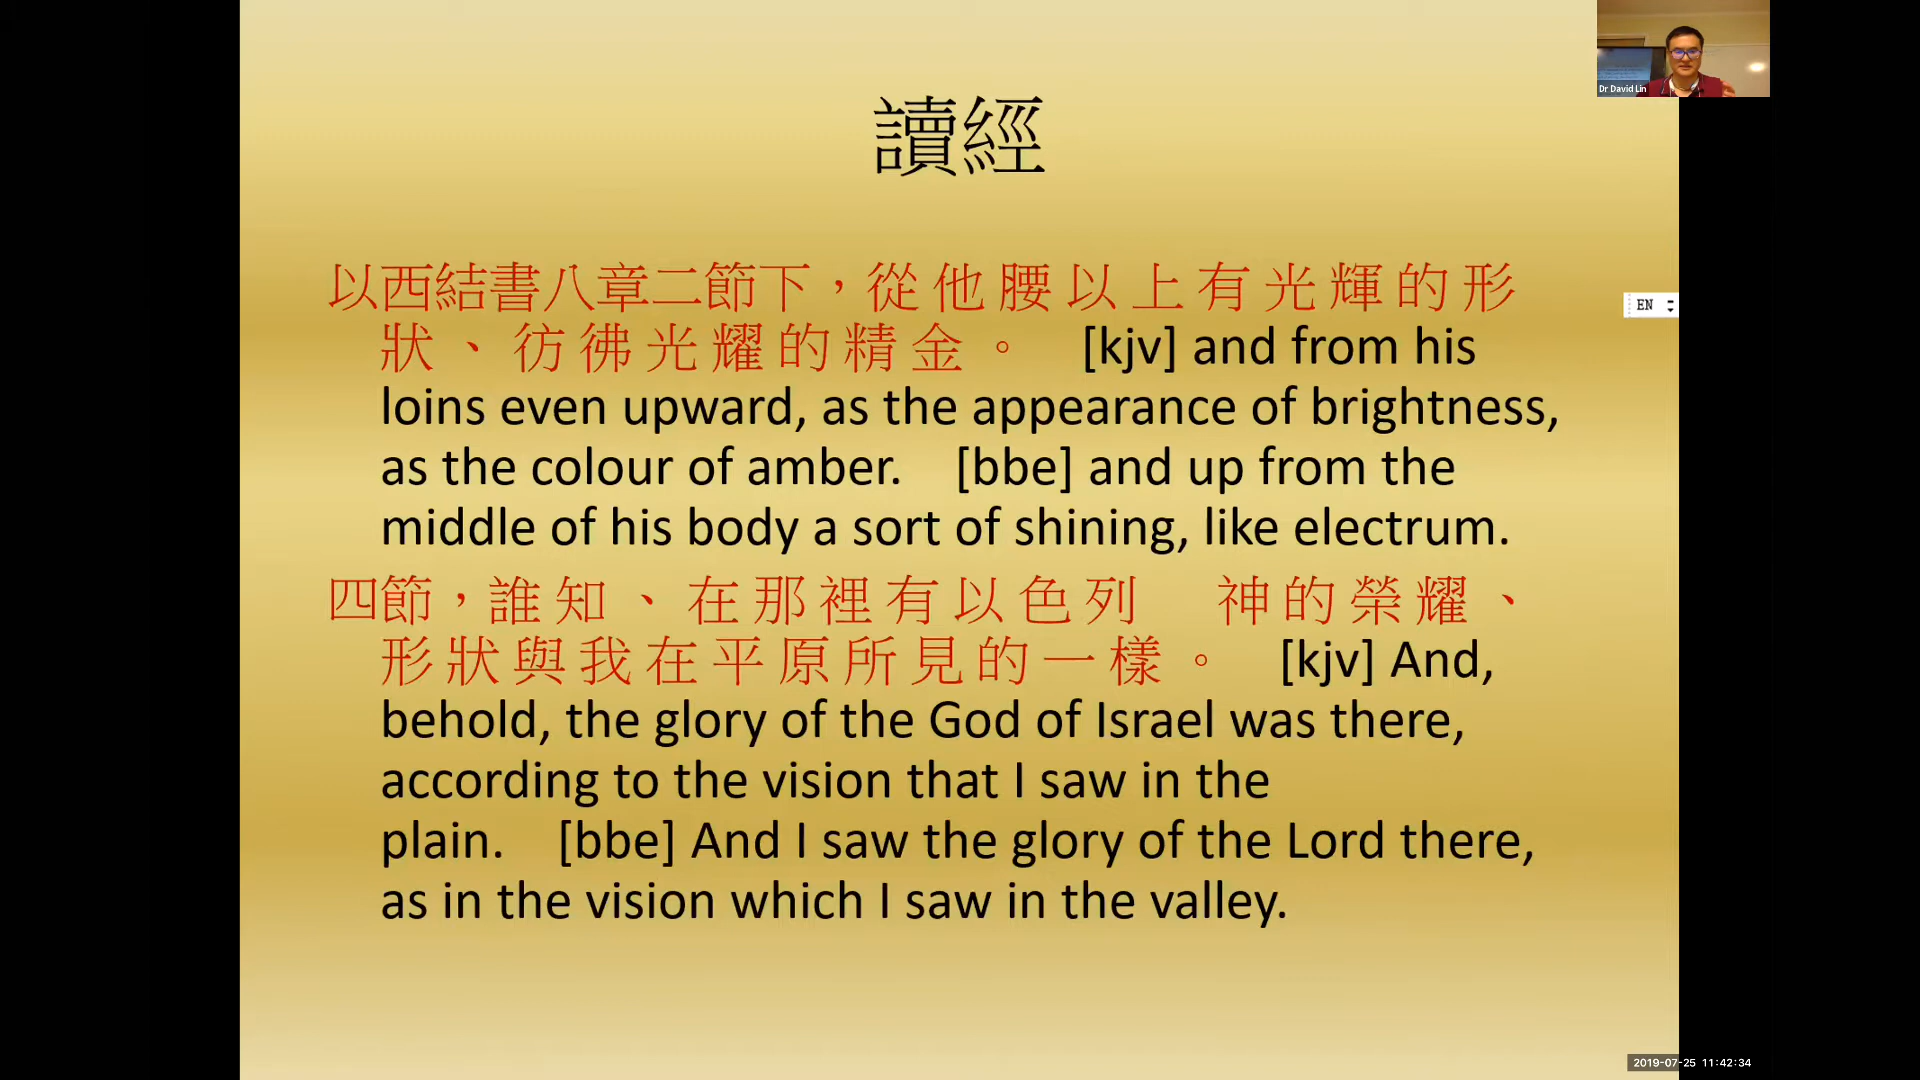 Dr David Lin
讀經
以西結書八章二節下，從 他 腰 以 上 有 光 輝 的 形
狀 、 彷 彿 光 耀 的 精 金 。 [kjv] and from his
loins even upward, as the appearance of brightness,
as the colour of amber. [bbe] and up from the
middle of his body a sort of shining, like electrum.
四節，誰 知 、 在 那 裡 有 以 色 列 神 的 榮 耀 、
形 狀 與 我 在 平 原 所 見 的 一 樣 。 [kjv] And,
behold, the glory of the God of Israel was there,
according to the vision that I saw in the
plain. [bbe] And I saw the glory of the Lord there,
as in the vision which I saw in the valley.
EN
2019-07-25 11:42:34